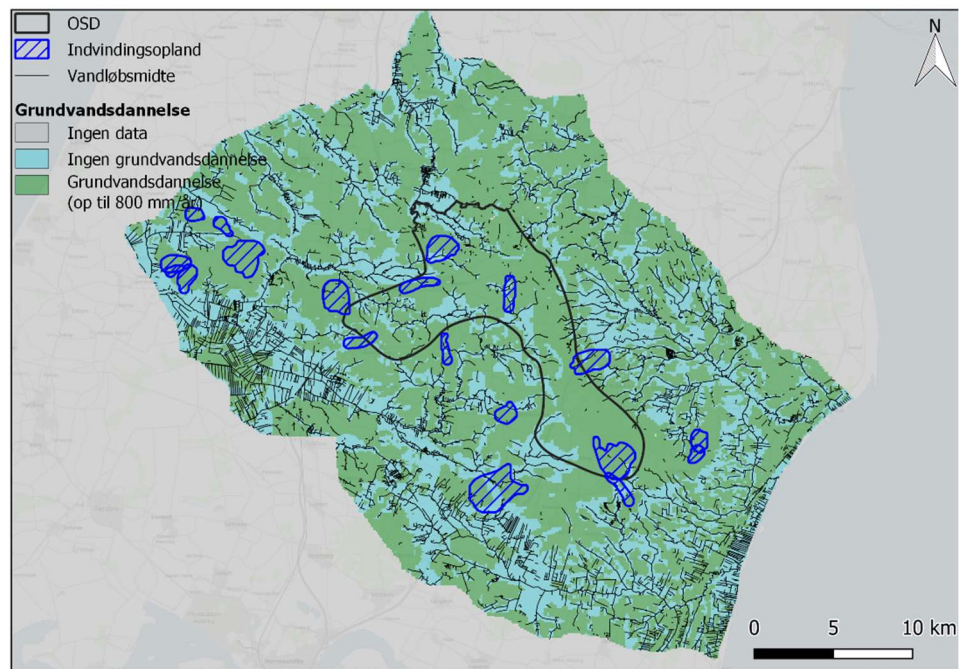 OSD
Indvindingsopland
Vandløbsmidte
Grundvandsdannelse
Ingen data
Ingen grundvandsdannelse
Grundvandsdannelse
(op til 800 mm/år)
N
0 5 10 km